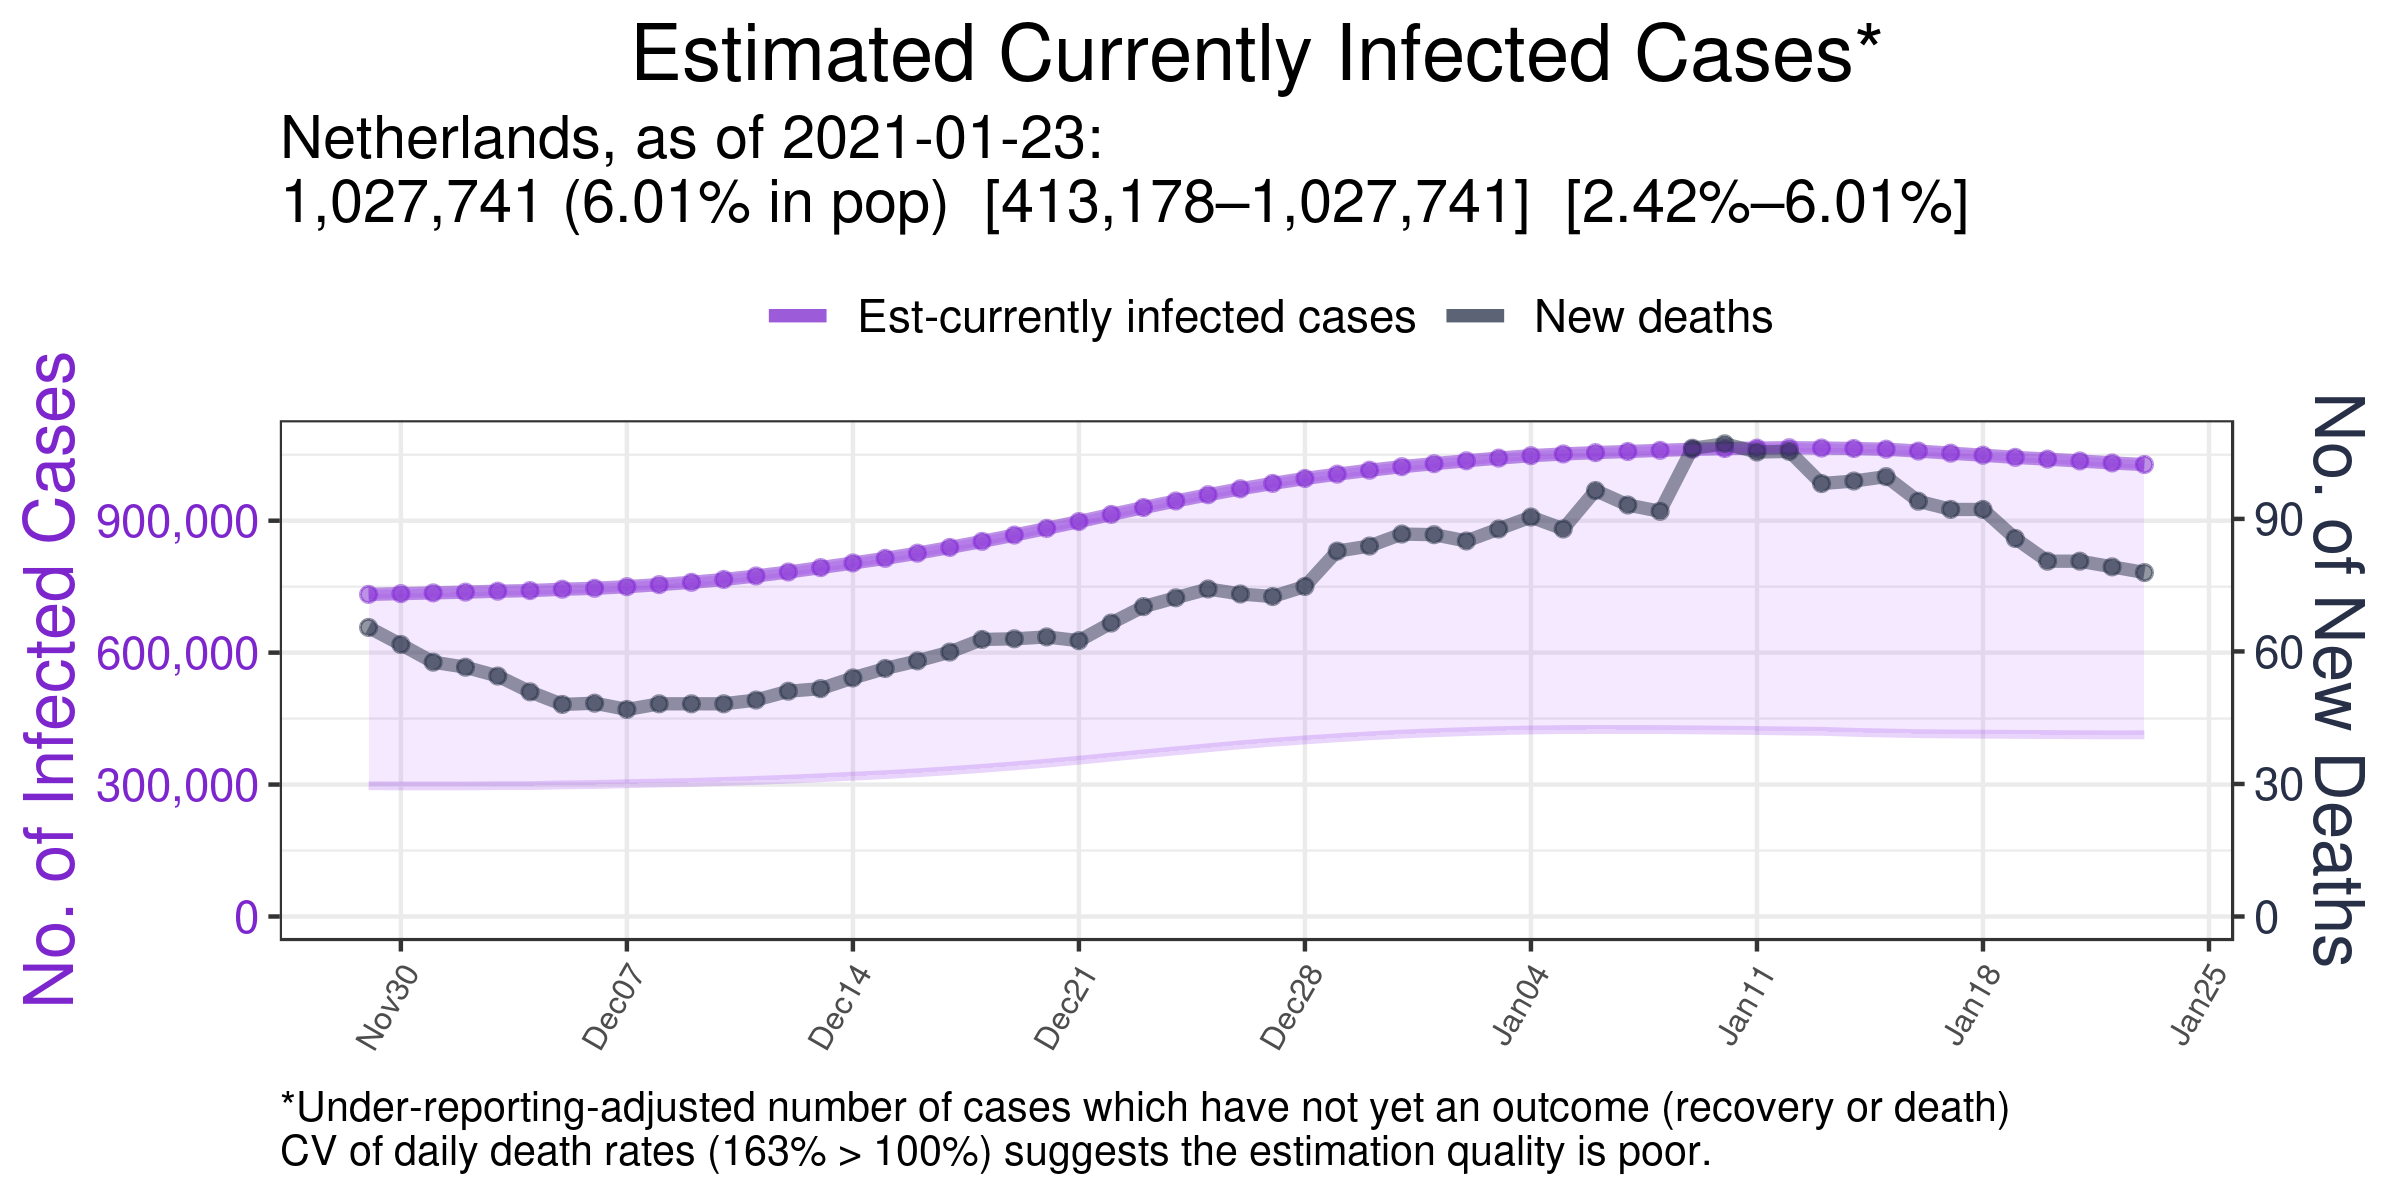 Estimated Currently Infected Cases*
Netherlands, as of 2021-01-23:
1,027,741 (6.01% in pop) [413,178–1,027,741] [2.42%–6.01%]
Est-currently infected cases
New deaths
No. of Infected Cases
900,000
600,000
300,000
0
No. of New Deaths
90
60
30
0
Nov30
Dec07
Dec14
Dec21
Dec28
Jan04
Jan11
Jan18
Jan25
*Under-reporting-adjusted number of cases which have not yet an outcome (recovery or death)
CV of daily death rates (163% > 100%) suggests the estimation quality is poor.